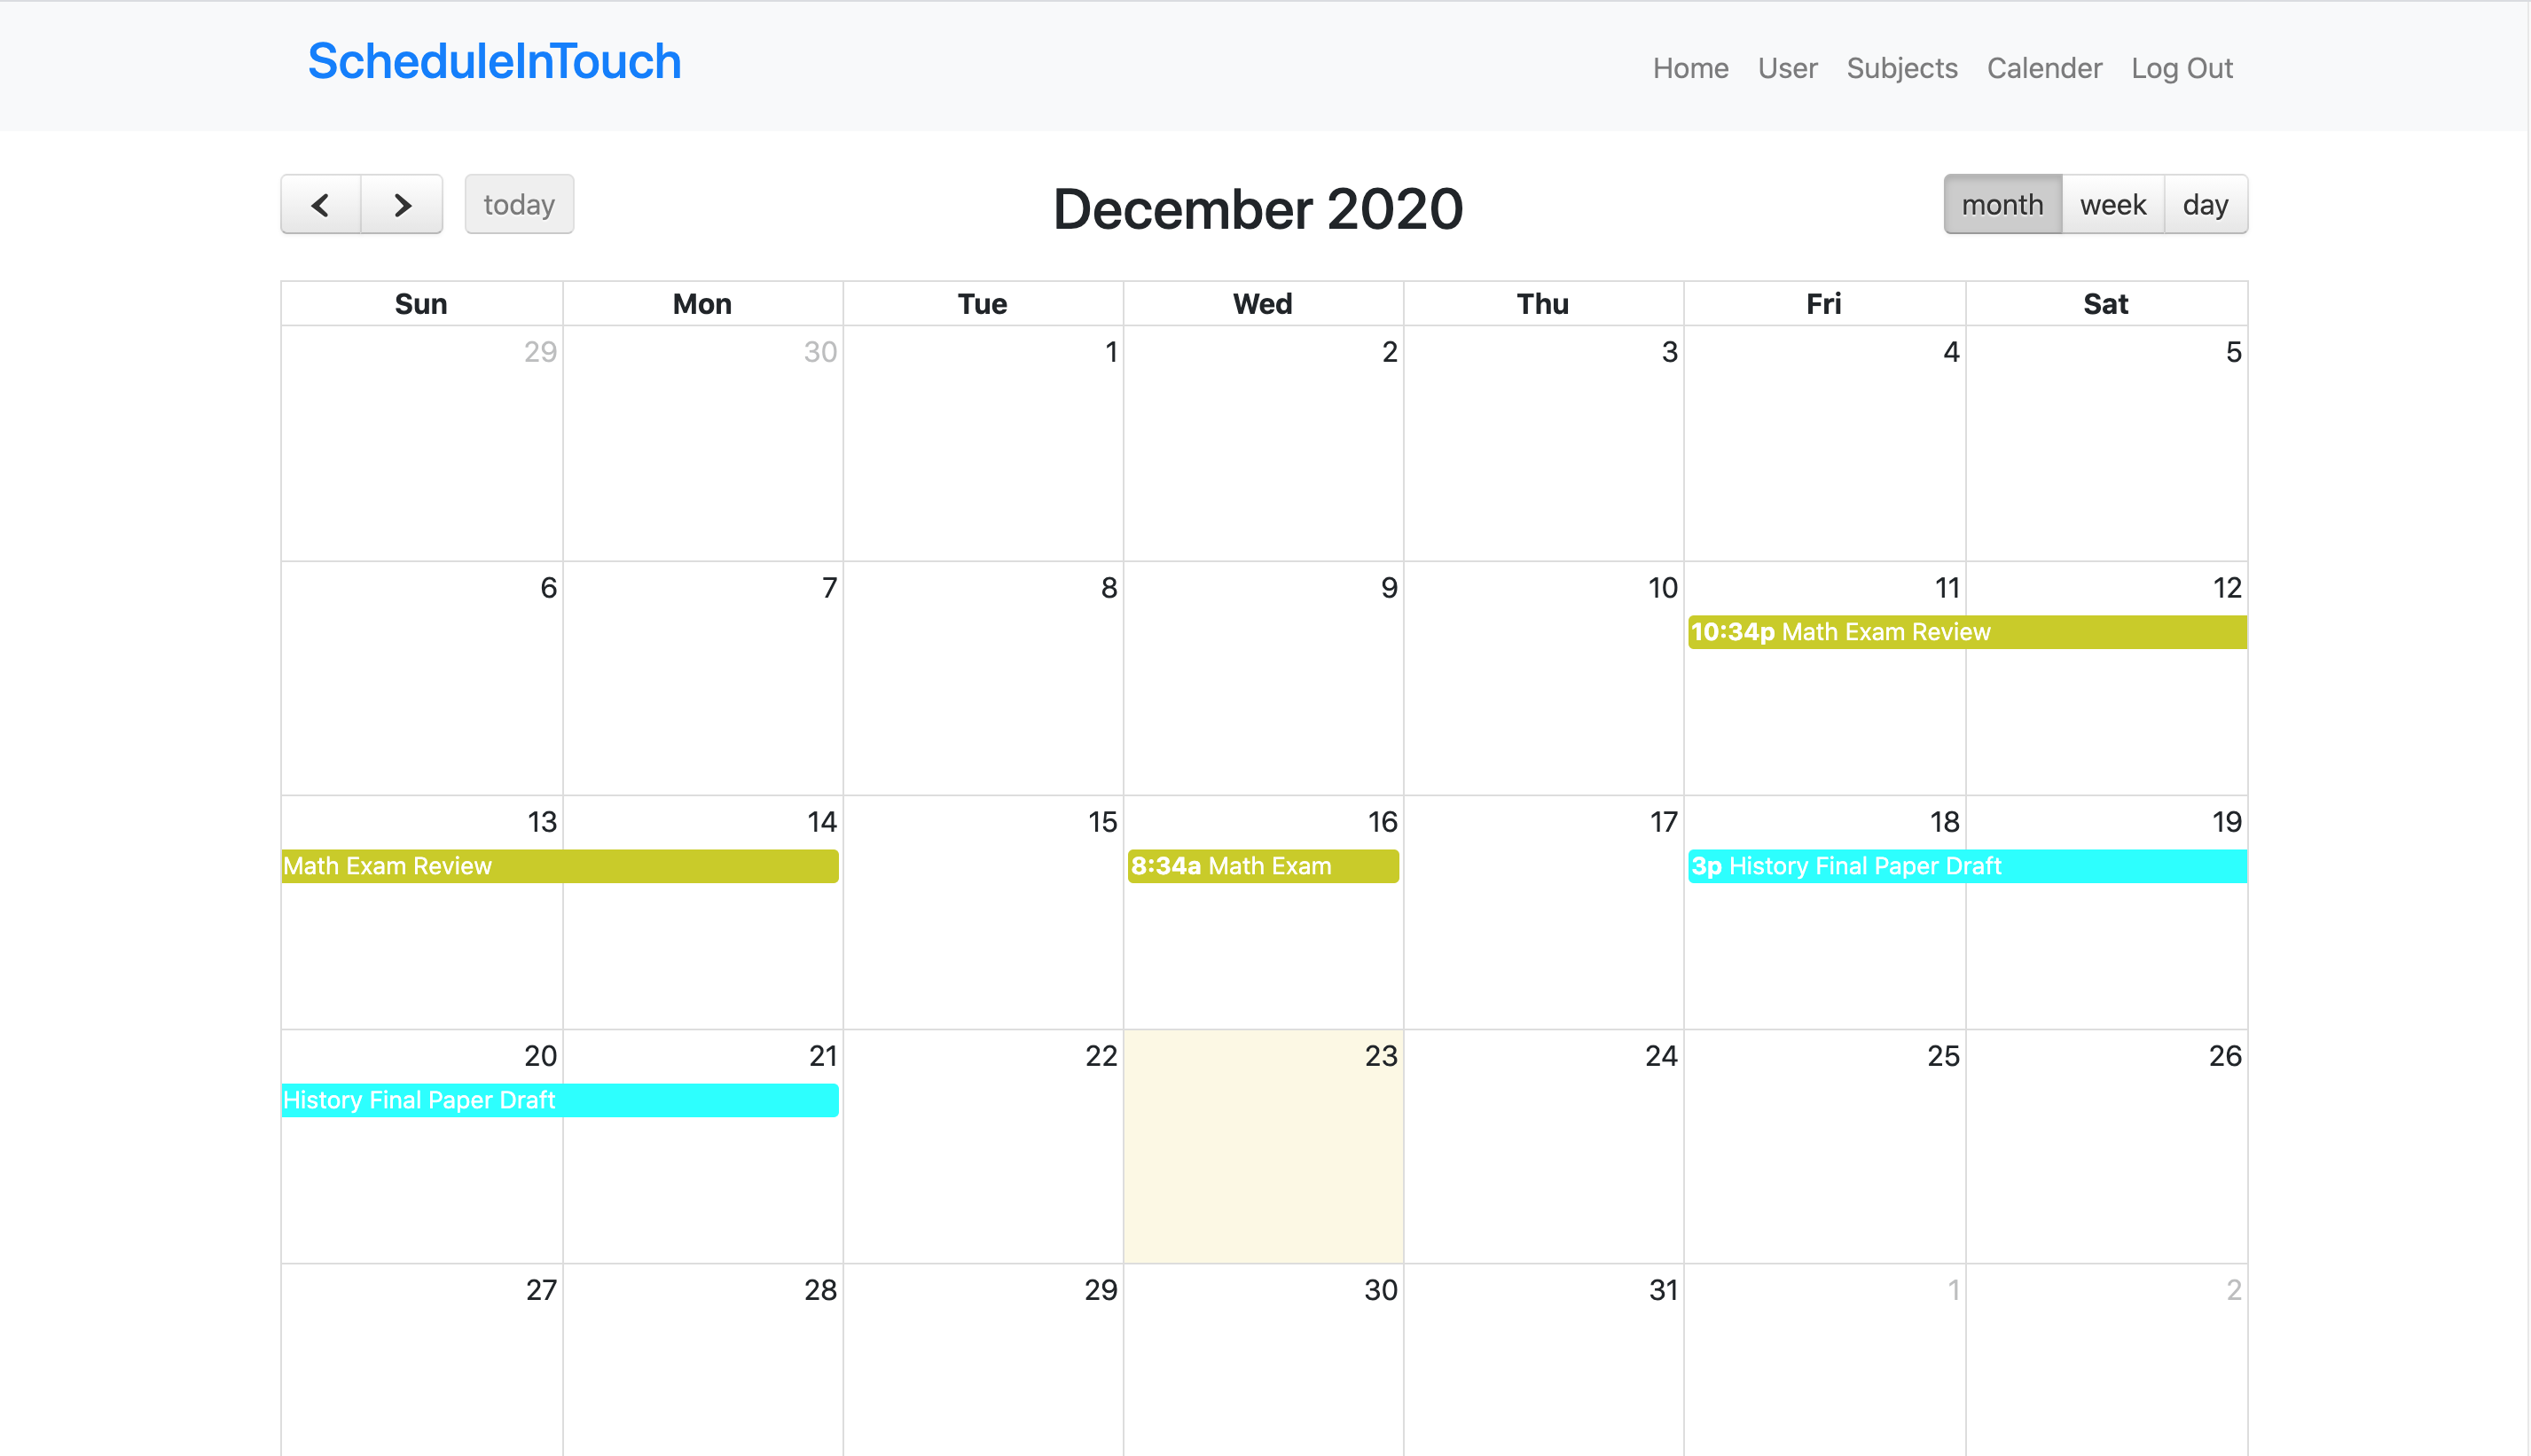 ScheduleInTouch
Home User Subjects Calender Log Out
today
December 2020
month week day
Sun Mon Tue Wed Thu Fri Sat
29 30 1 2 3 4 5
6 7 8 9 10 11 12
10:34p Math Exam Review
13 14 15 16 17 18 19
Math Exam Review 8:34a Math Exam 3p History Final Paper Draft
20 21 22 23 24 25 26
History Final Paper Draft
27 28 29 30 31 1 2